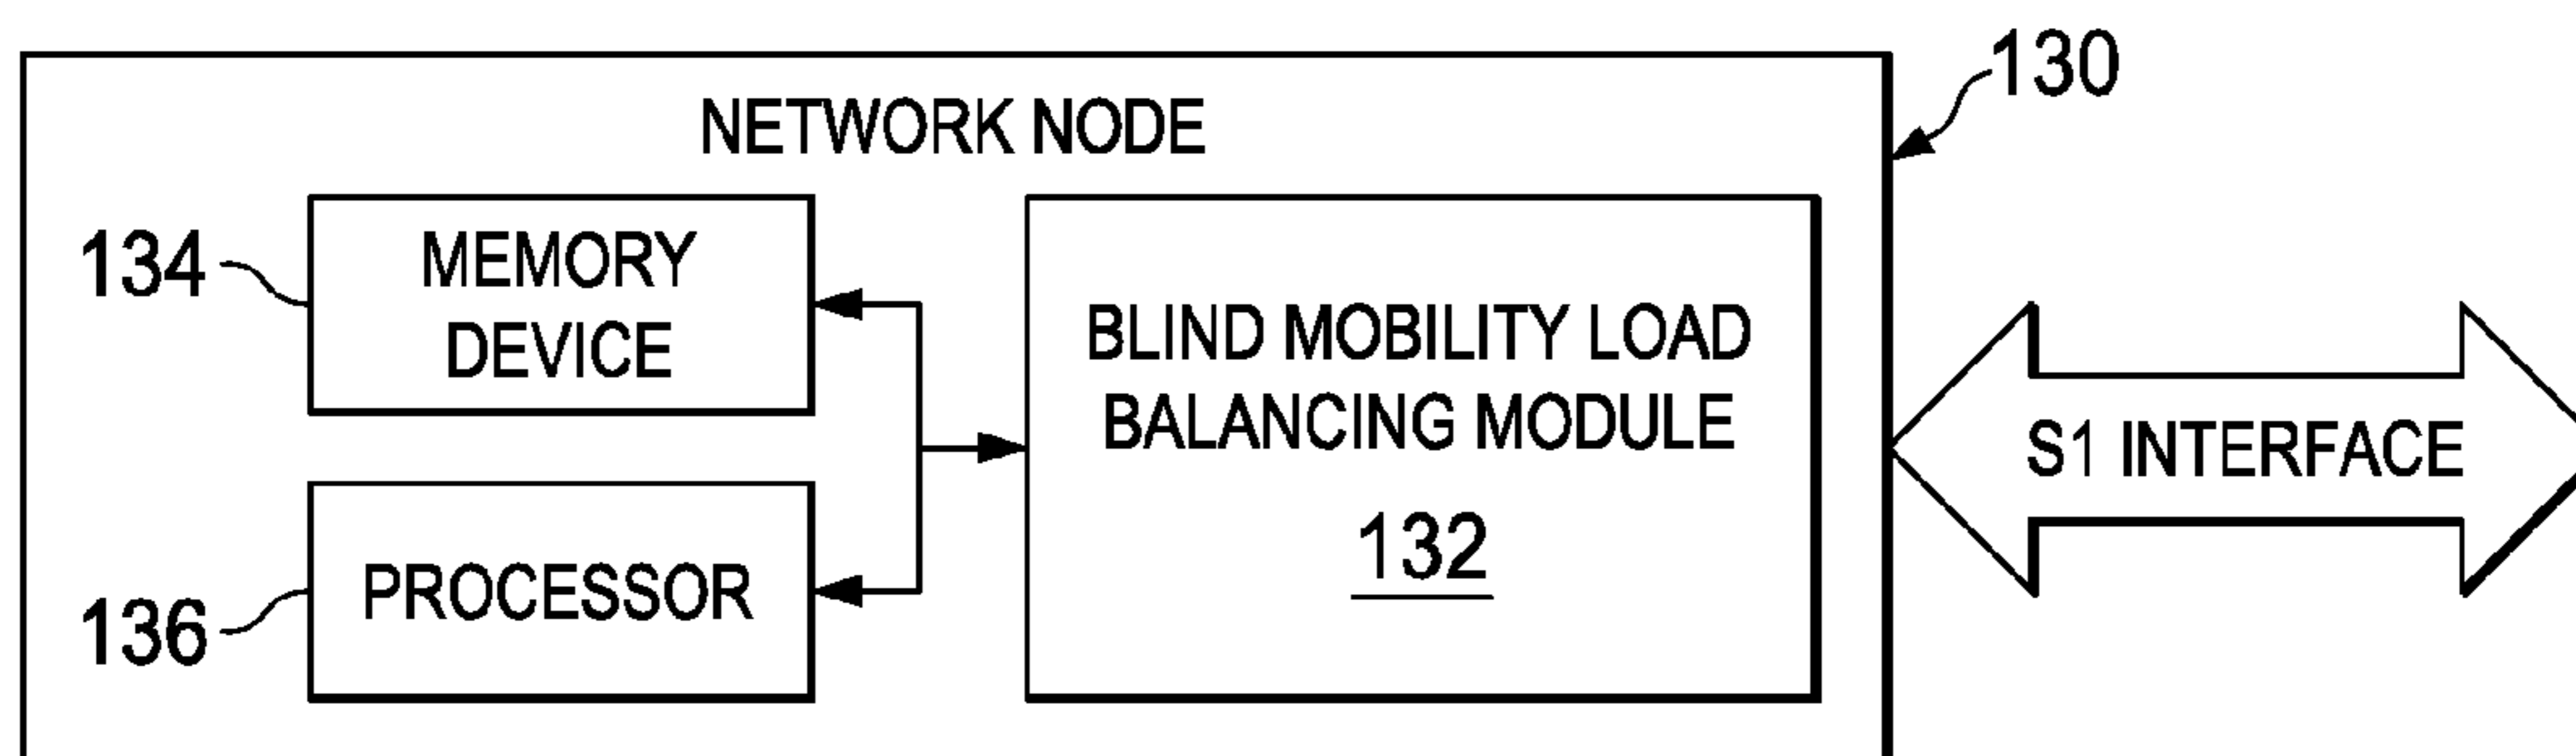 130
NETWORK NODE
134
MEMORY
DEVICE
BLIND MOBILITY LOAD
BALANCING MODULE
132
S1 INTERFACE
136
PROCESSOR